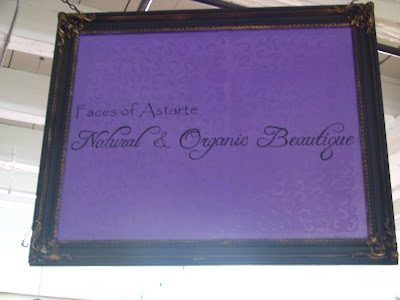 Faces of Astarte
Natural & Organic Beautique